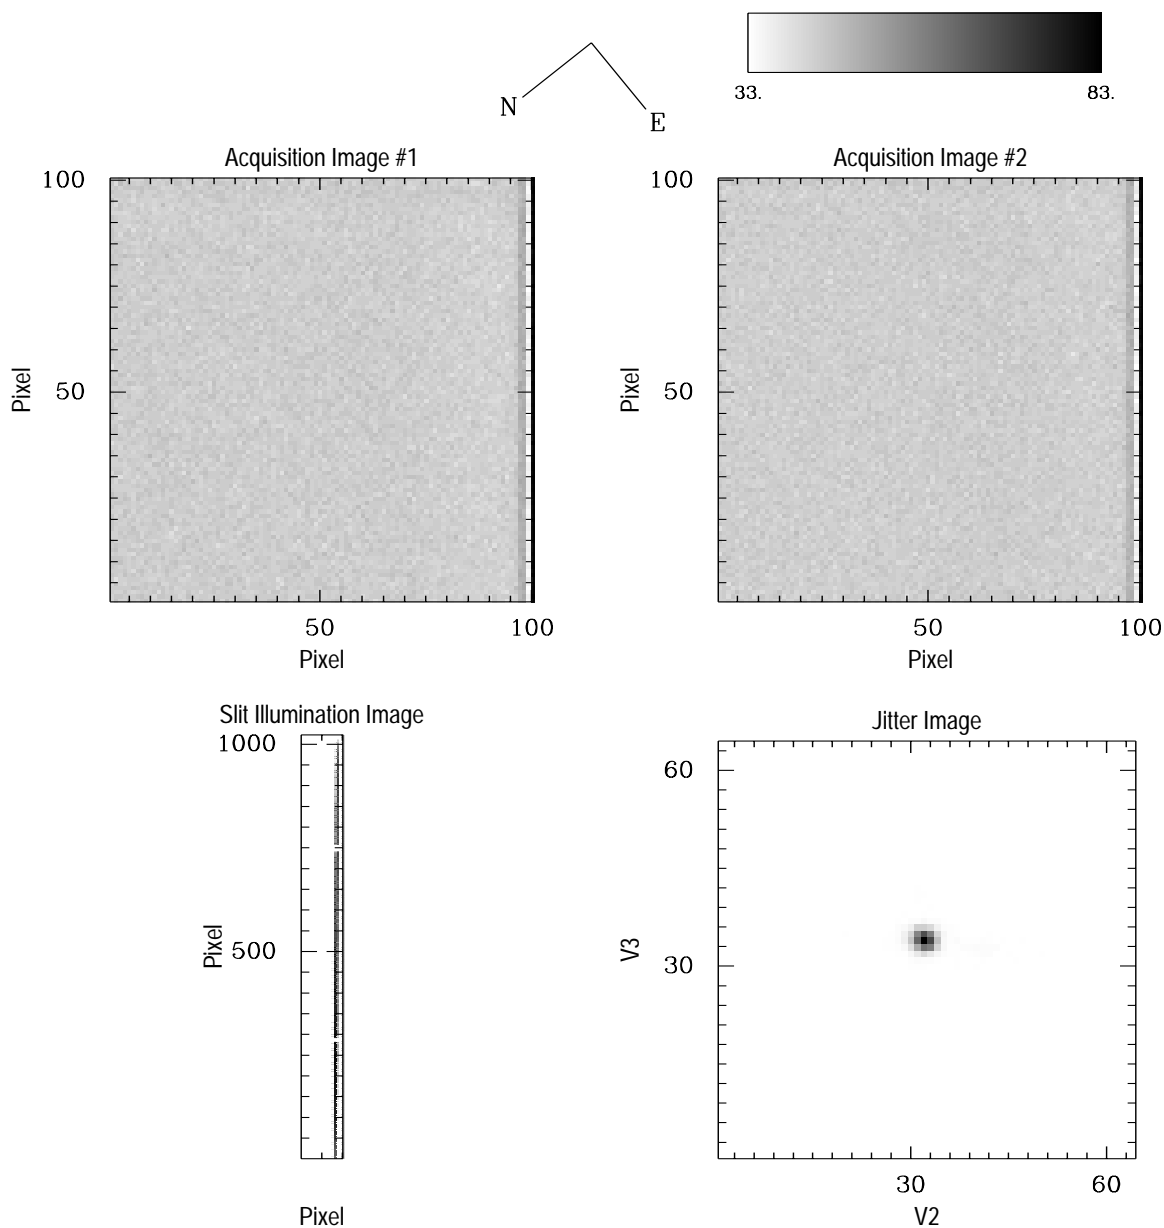 N
E
33.
83.
Acquisition Image #1
100
50
Pixel
50
100
Pixel
Acquisition Image #2
100
50
Pixel
50
100
Pixel
Slit Illumination Image
1000
500
Pixel
Pixel
Jitter Image
60
30
V3
30
60
V2